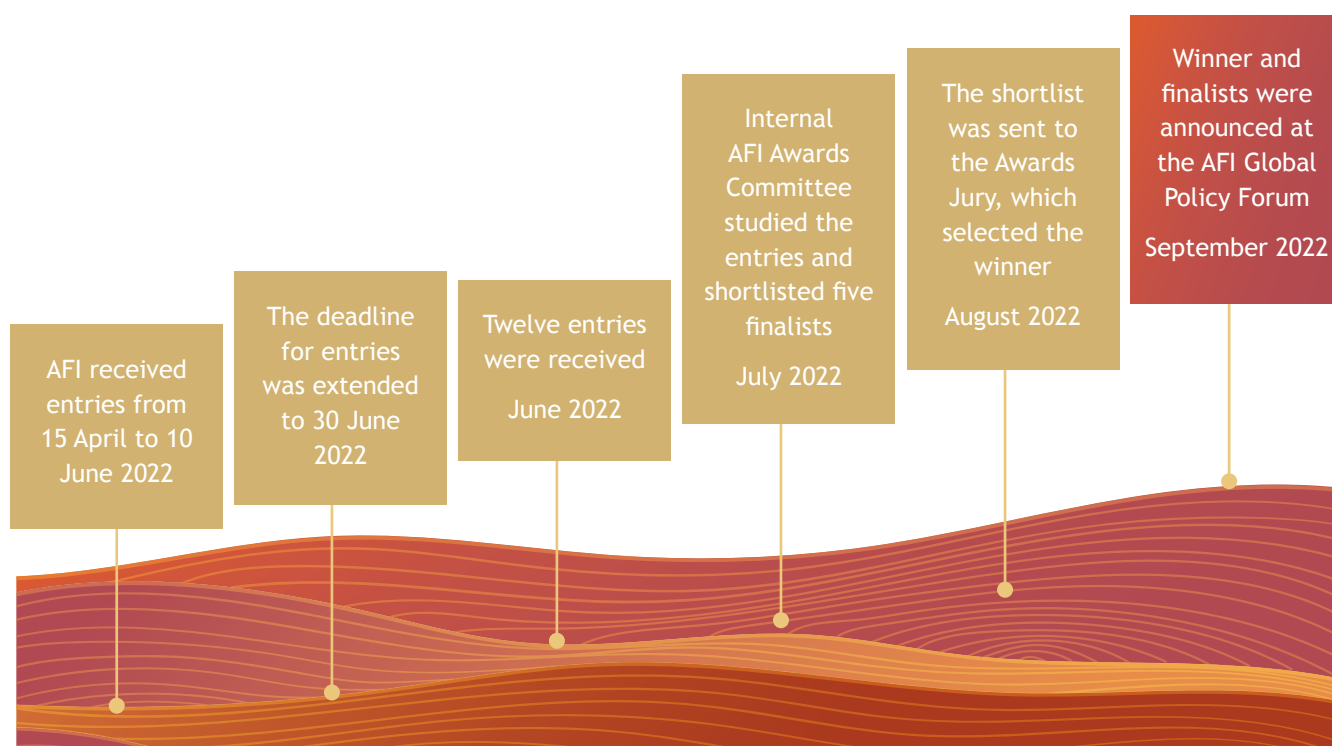 AFI received
entries from
15 April to 10
June 2022
The deadline
for entries
was extended
to 30 June
2022
Twelve entries
were received
June 2022
Internal
AFI Awards
Committee
studied the
entries and
shortlisted five
finalists
July 2022
The shortlist
was sent to
the Awards
Jury, which
selected the
winner
August 2022
Winner and
finalists were
announced at
the AFI Global
Policy Forum
September 2022